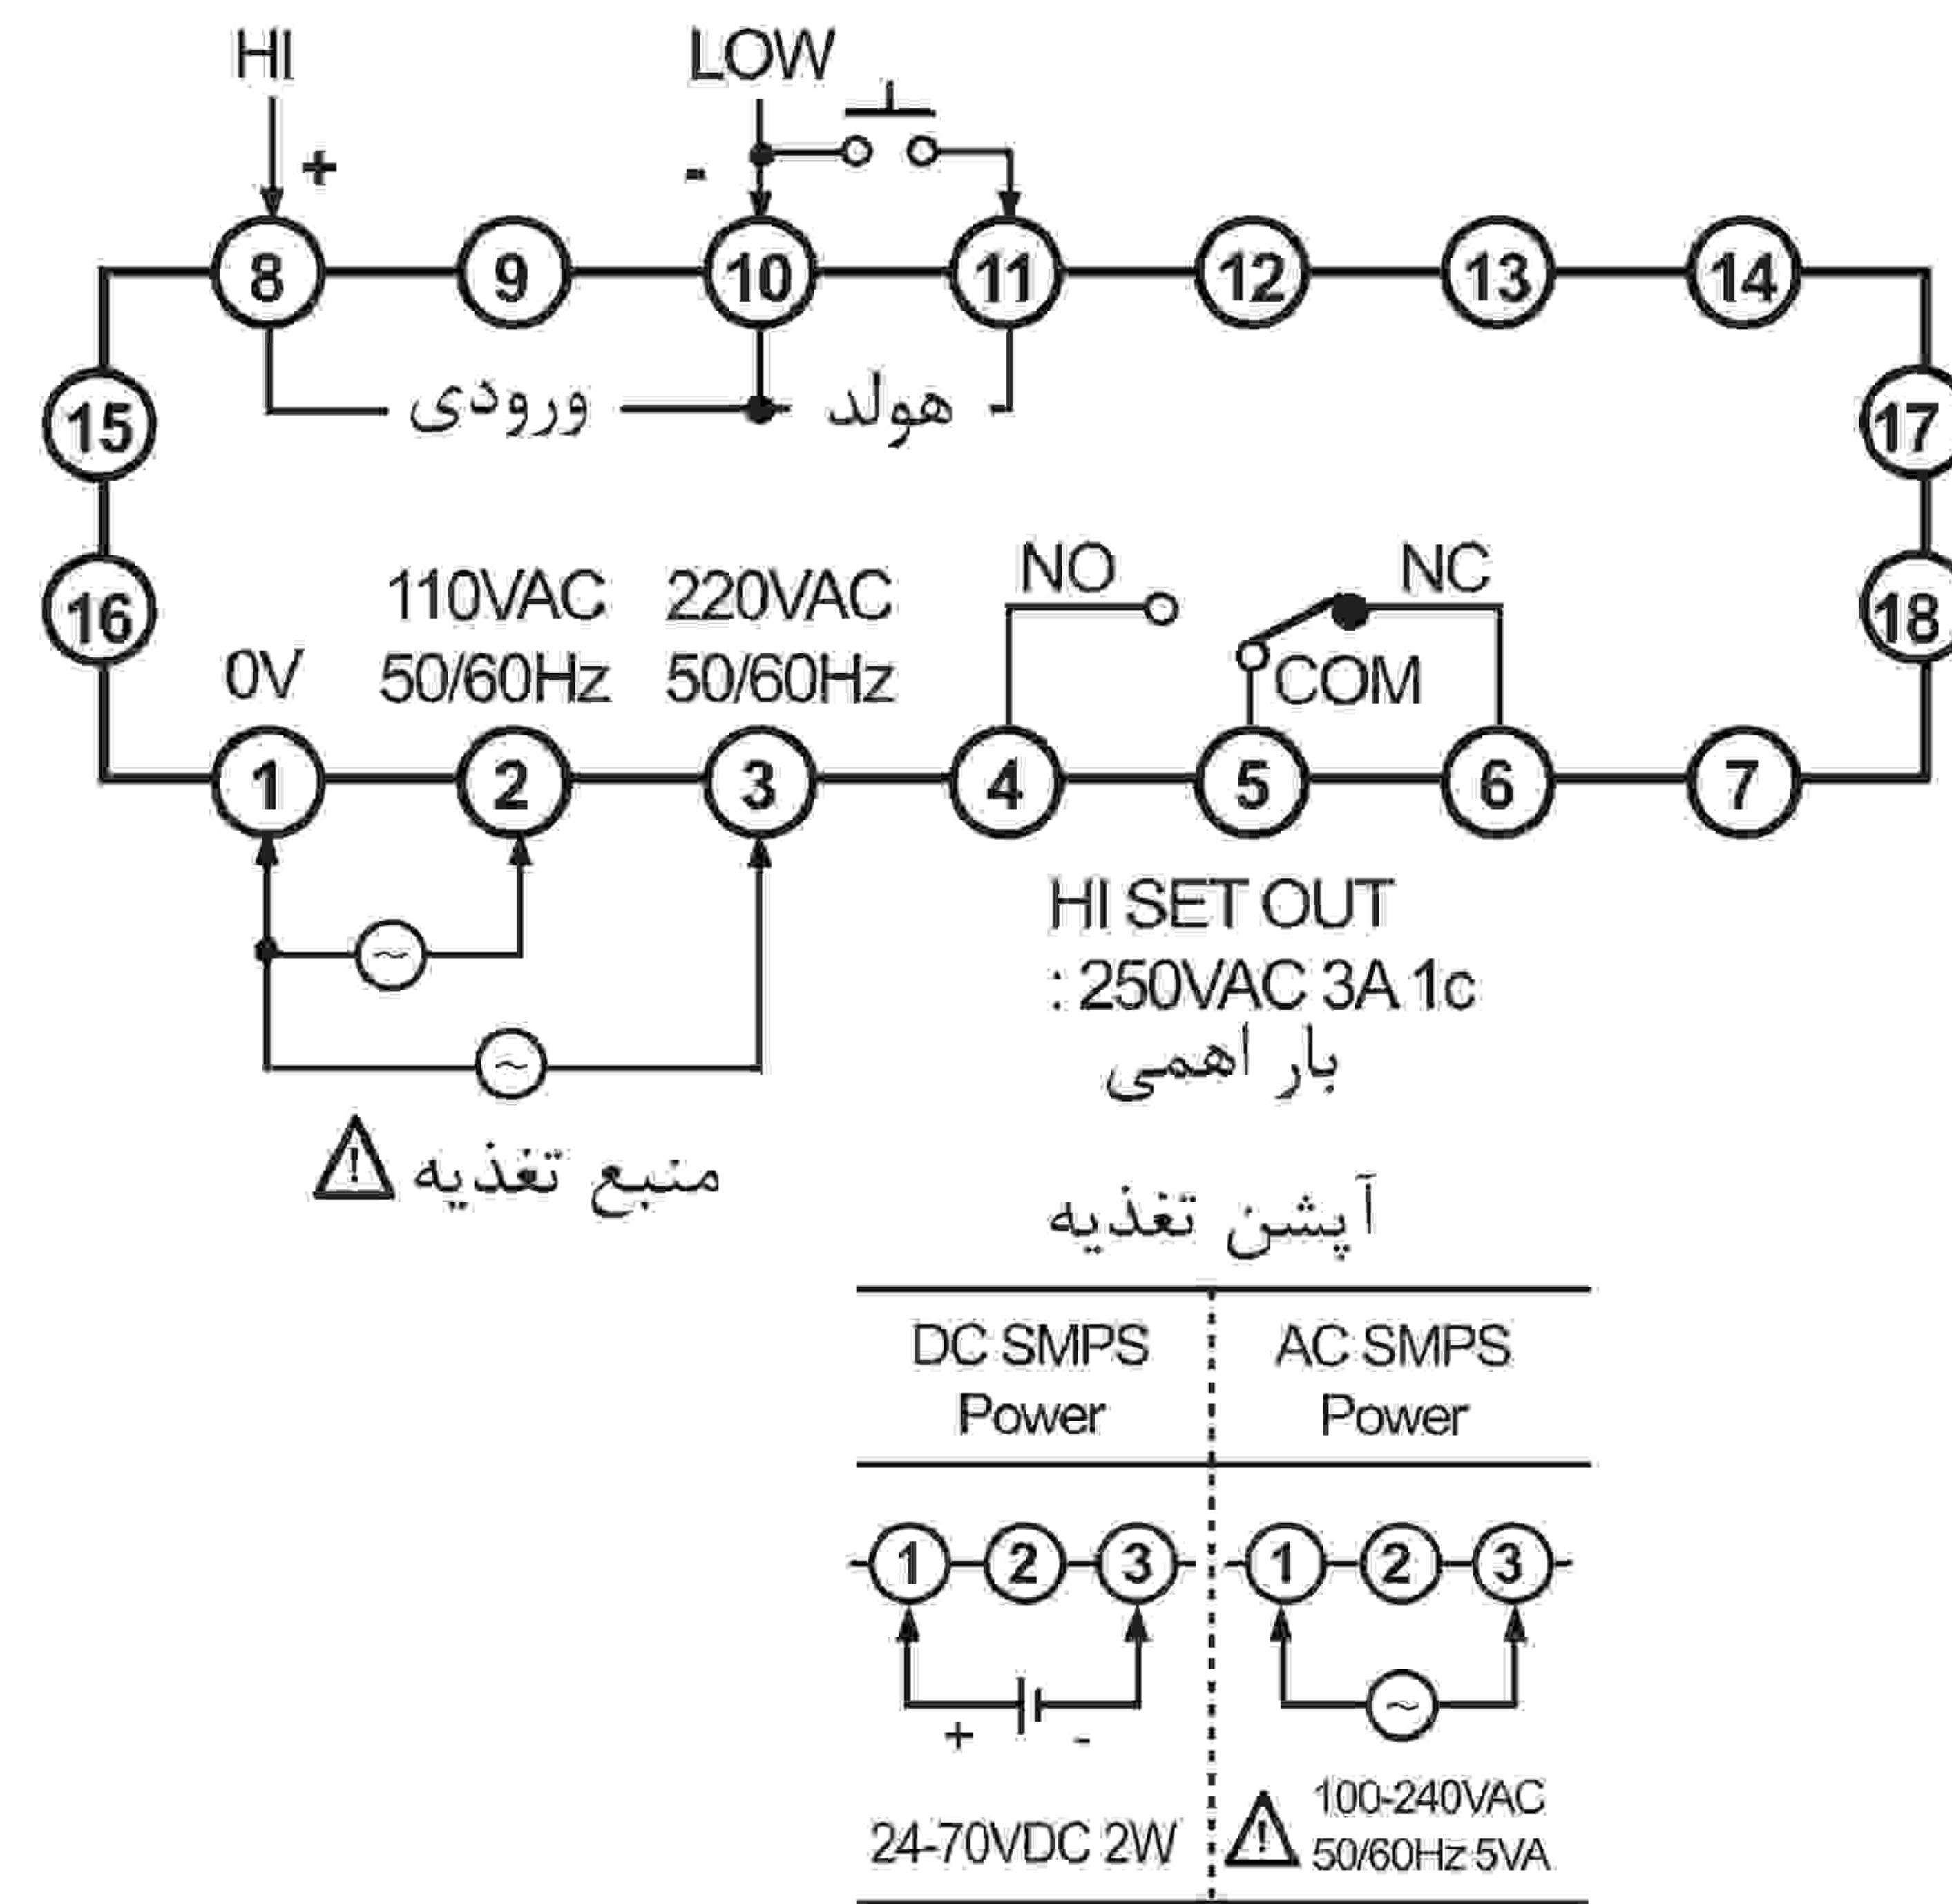 HI
LOW
+
-
8 9 10 11 12 13 14
ورودی
هولد
15
17
16
18
NO
NC
COM
110VAC
220VAC
0V
50/60Hz
50/60Hz
1 2 3 4 5 6 7
~
~
! منبع تغذیه
HI SET OUT
: 250VAC 3A 1c
بار اهمی
آپشن تغذیه
DC SMPS
Power
AC SMPS
Power
1 2 3
1 2 3
+ -
~
24-70VDC 2W
! 100-240VAC
50/60Hz 5VA